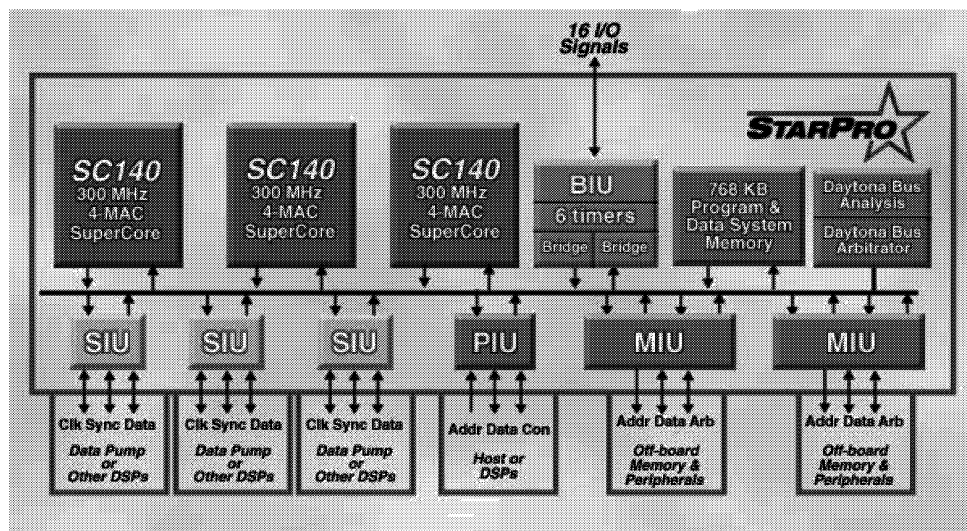 16 I/O
Signals
STARPRO
SC140
300 MHz
4-MAC
SuperCore
SC140
300 MHz
4-MAC
SuperCore
SC140
300 MHz
4-MAC
SuperCore
BIU
6 timers
Bridge Bridge
768 KB
Program &
Data System
Memory
Daytona Bus
Analysis
Daytona Bus
Arbitrator
SIU
SIU
SIU
PIU
MIU
MIU
Clk Sync Data
Data Pump
or
Other DSPs
Clk Sync Data
Data Pump
or
Other DSPs
Clk Sync Data
Data Pump
or
Other DSPs
Addr Data Con
Host or
DSPs
Addr Data Arb
Off-board
Memory &
Peripherals
Addr Data Arb
Off-board
Memory &
Peripherals